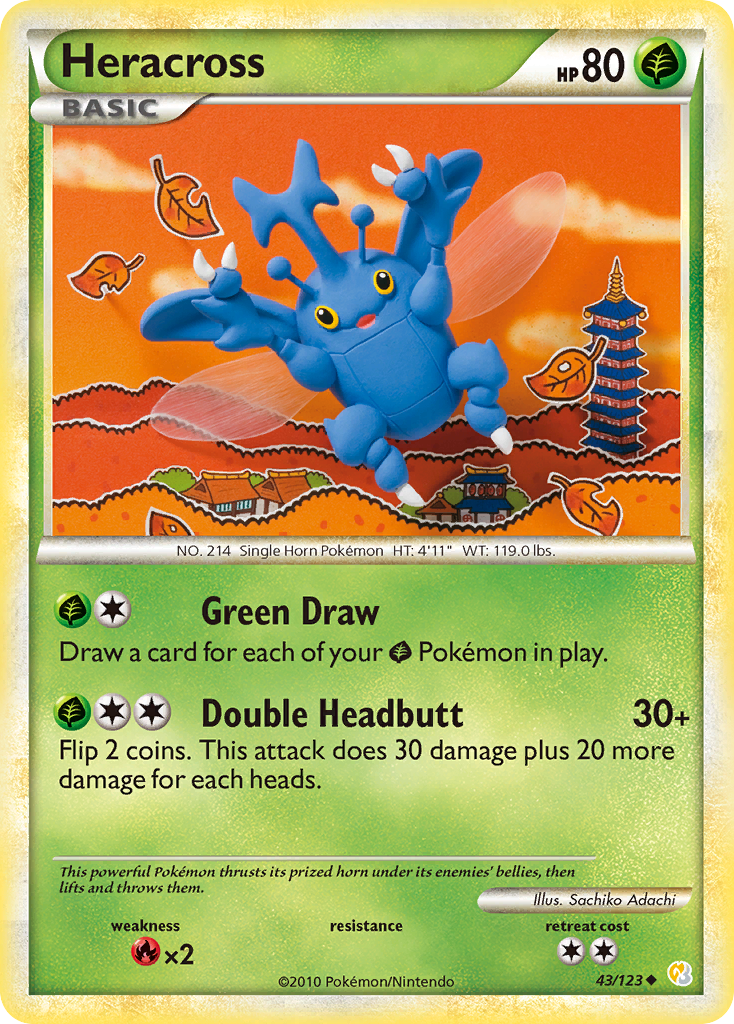 Heracross
HP 80
BASIC
NO. 214 Single Horn Pokémon HT: 4'11" WT: 119.0 lbs.
Green Draw
Draw a card for each of your Pokémon in play.
Double Headbutt 30+
Flip 2 coins. This attack does 30 damage plus 20 more
damage for each heads.
This powerful Pokémon thrusts its prized horn under its enemies' bellies, then
lifts and throws them.
Illus. Sachiko Adachi
weakness resistance retreat cost
×2
©2010 Pokémon/Nintendo
43/123